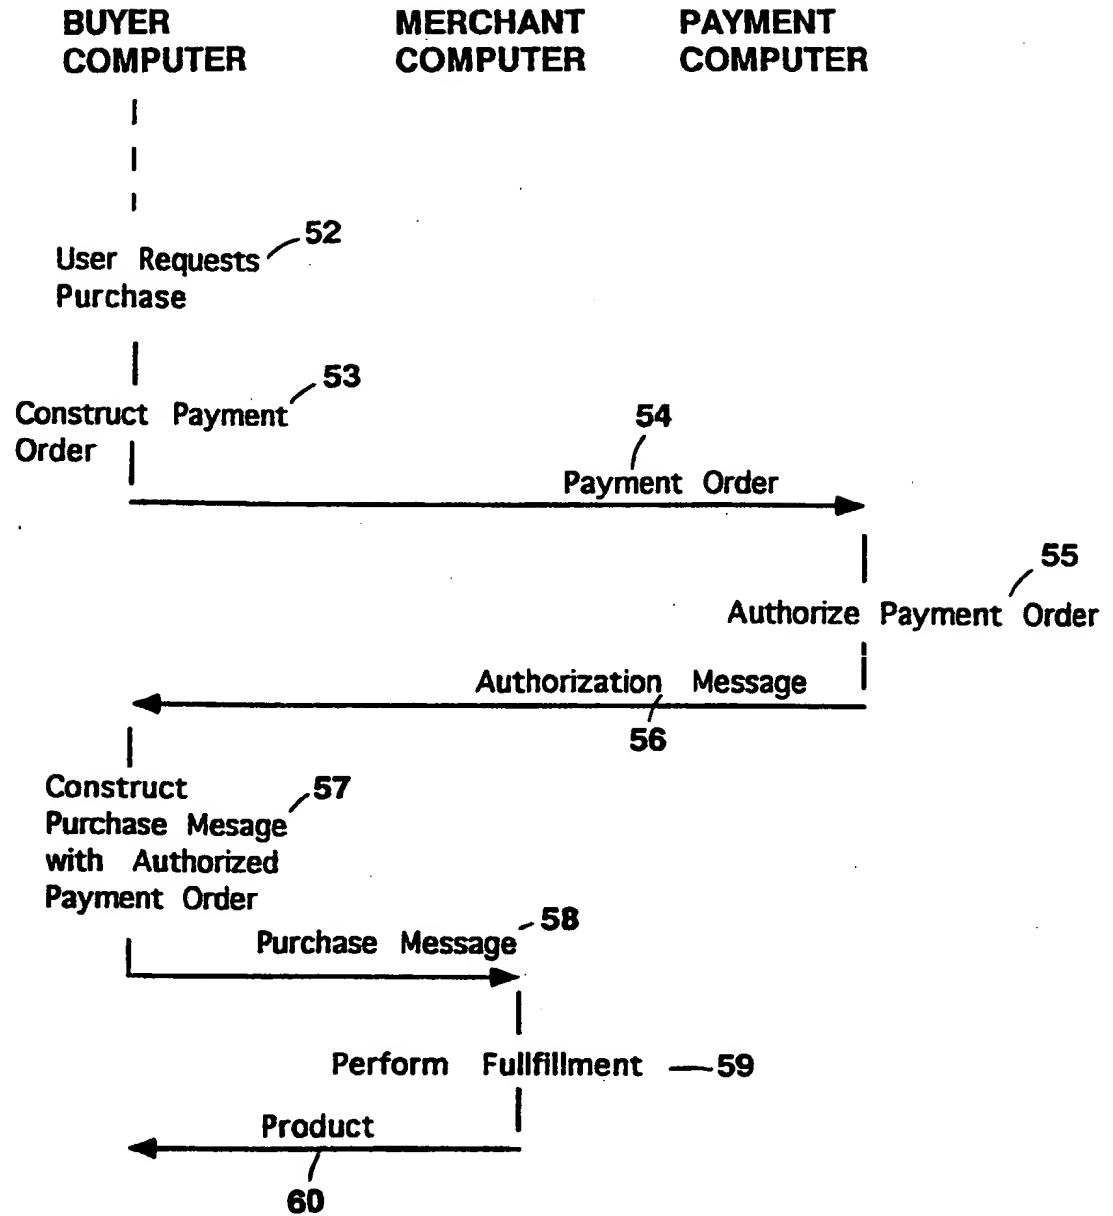 BUYER
COMPUTER
MERCHANT
COMPUTER
PAYMENT
COMPUTER
52
User Requests
Purchase
53
Construct Payment
Order
54
Payment Order
55
Authorize Payment Order
Authorization Message
56
Construct
57
Purchase Mesage
with Authorized
Payment Order
58
Purchase Message
Perform Fullfillment
59
Product
60